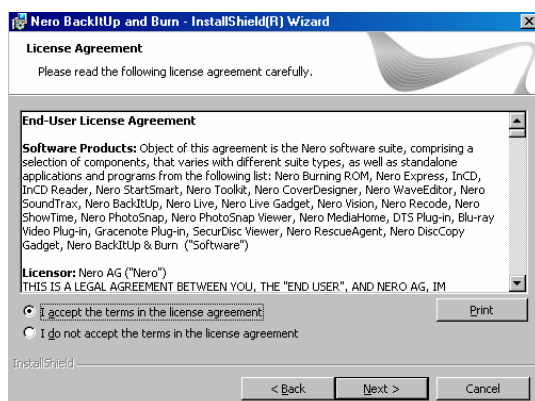 Nero BackItUp and Burn - InstallShield(R) Wizard
License Agreement
Please read the following license agreement carefully.
End-User License Agreement
Software Products: Object of this agreement is the Nero software suite, comprising a
selection of components, that varies with different suite types, as well as standalone
applications and programs from the following list: Nero Burning ROM, Nero Express, InCD,
InCD Reader, Nero StartSmart, Nero Toolkit, Nero CoverDesigner, Nero WaveEditor, Nero
SoundTrax, Nero BackItUp, Nero Live, Nero Live Gadget, Nero Vision, Nero Recode, Nero
ShowTime, Nero PhotoSnap, Nero PhotoSnap Viewer, Nero MediaHome, DTS Plug-in, Blu-ray
Video Plug-in, Gracenote Plug-in, SecurDisc Viewer, Nero RescueAgent, Nero DiscCopy
Gadget, Nero BackItUp & Burn ("Software")
Licensor: Nero AG ("Nero")
THIS IS A LEGAL AGREEMENT BETWEEN YOU, THE "END USER", AND NERO AG, IM
I accept the terms in the license agreement
Print
I do not accept the terms in the license agreement
InstallShield
< Back
Next >
Cancel